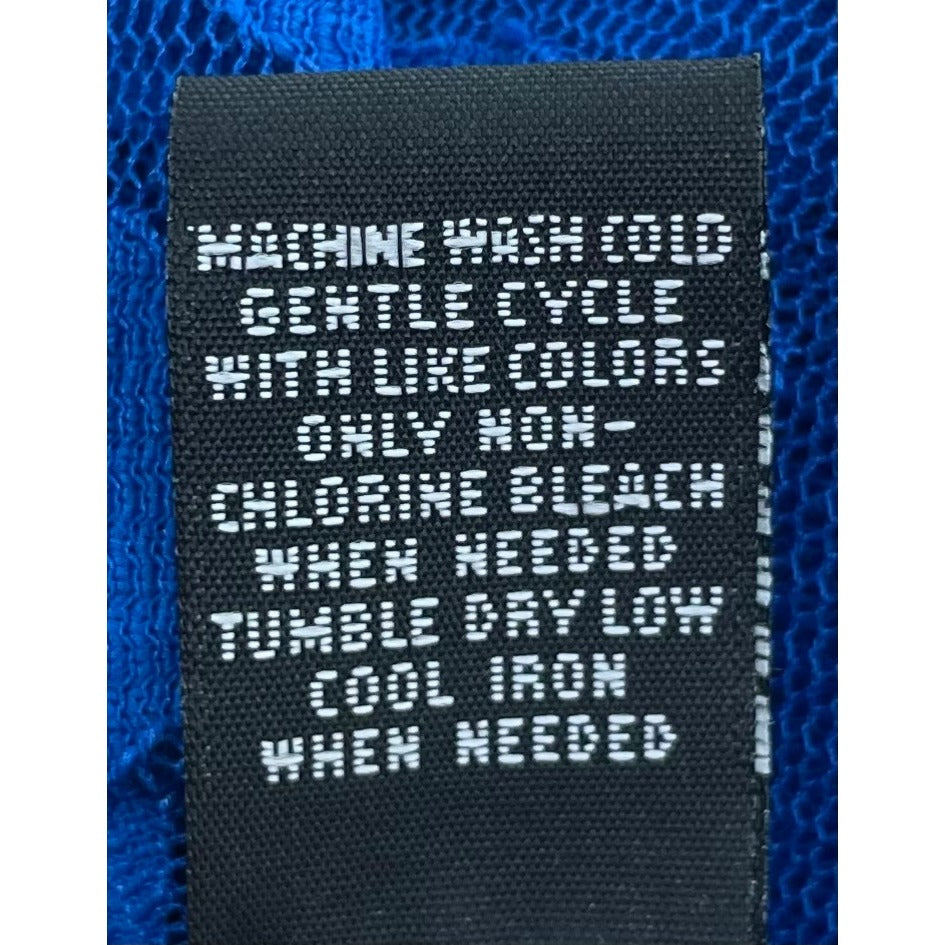 MACHINE WASH COLD
GENTLE CYCLE
WITH LIKE COLORS
ONLY NON-
CHLORINE BLEACH
WHEN NEEDED
TUMBLE DRY LOW
COOL IRON
WHEN NEEDED